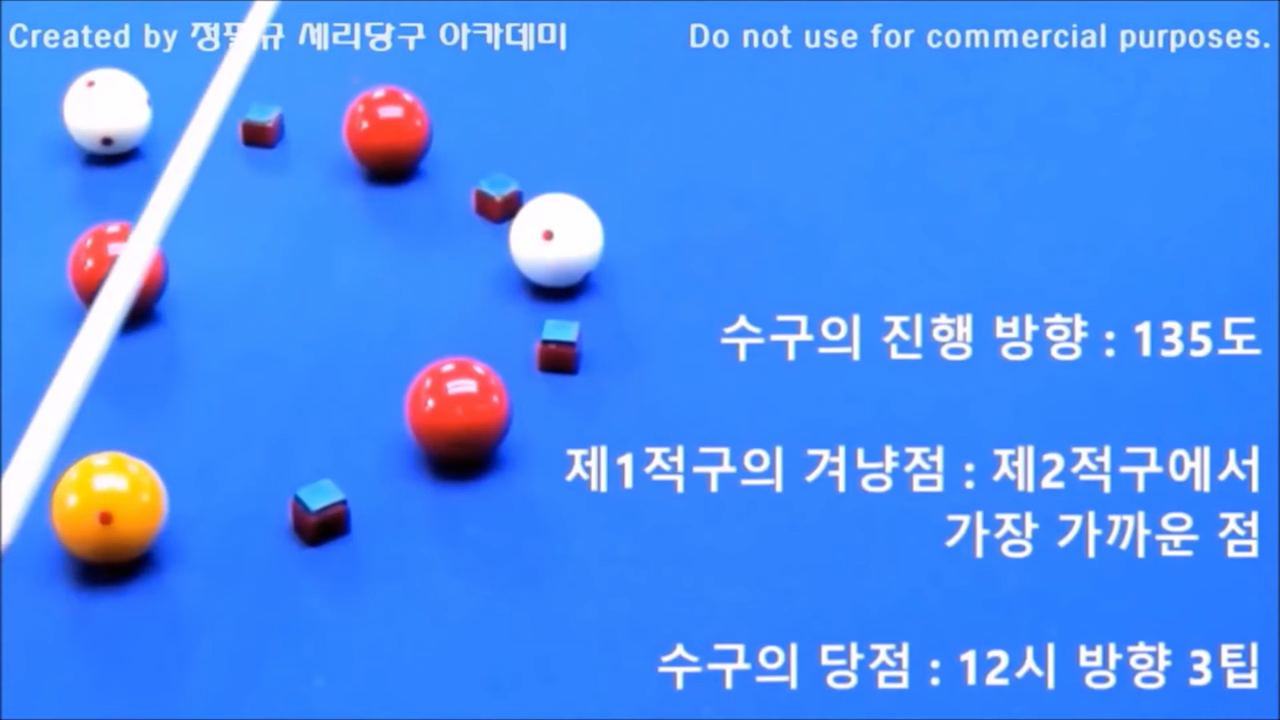 Created by 정필규 세리당구 아카데미
Do not use for commercial purposes.
수구의 진행 방향 : 135도
제1적구의 겨냥점 : 제2적구에서
가장 가까운 점
수구의 당점 : 12시 방향 3팁